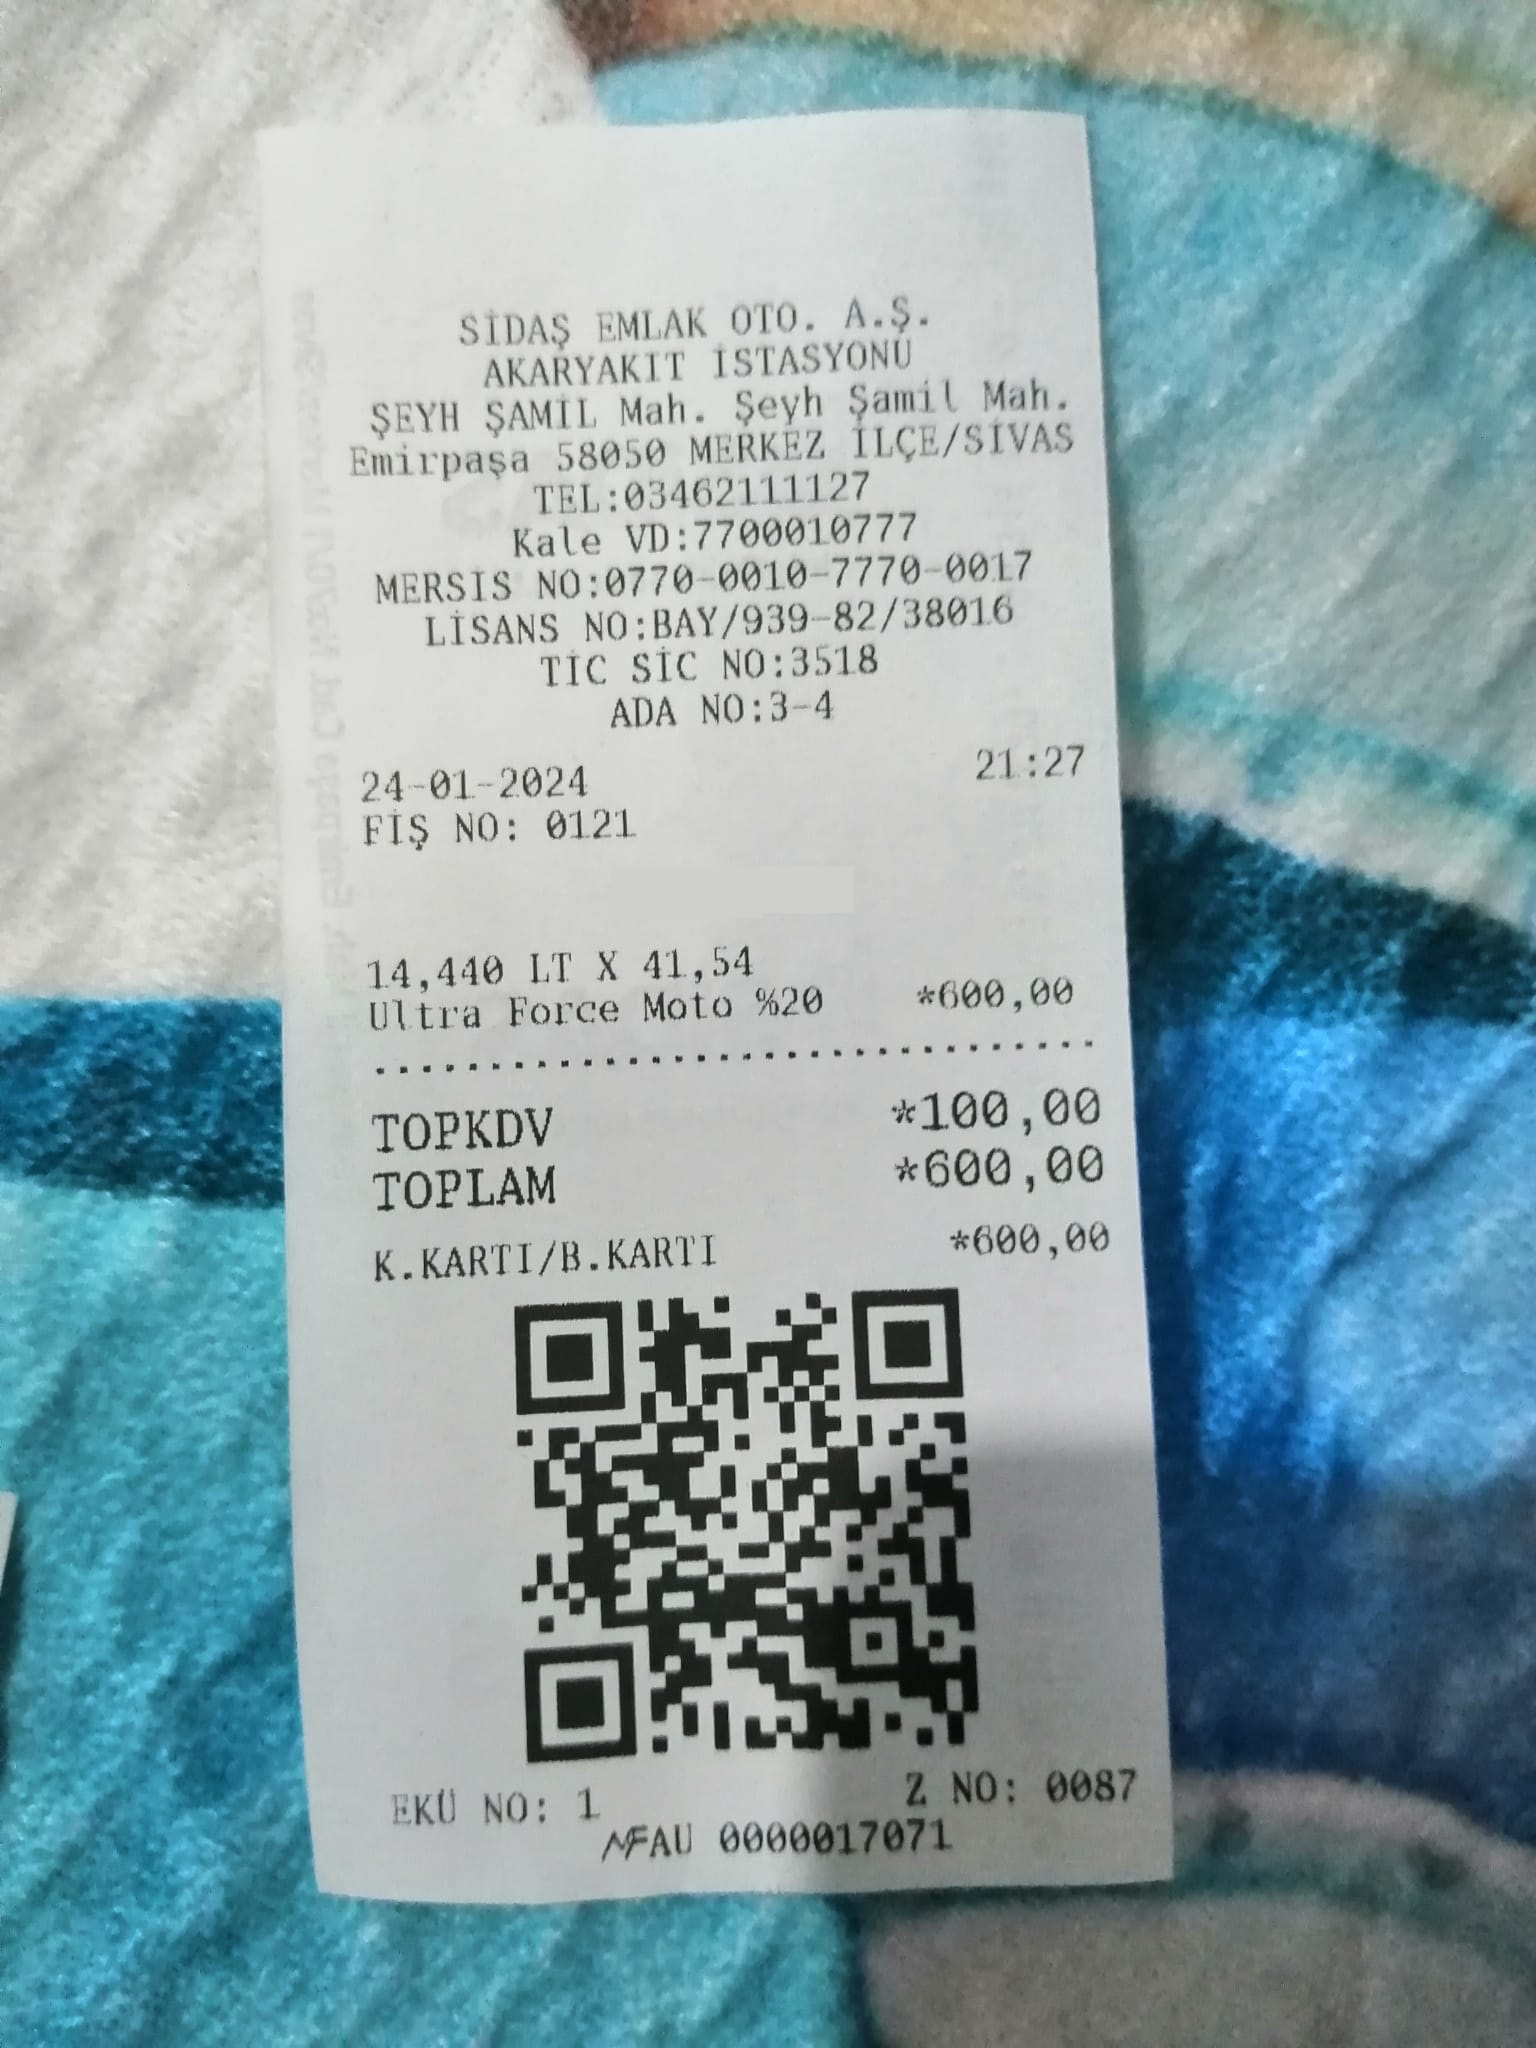 SİDAŞ EMLAK OTO. A.Ş.
AKARYAKIT İSTASYONU
ŞEYH ŞAMİL Mah. Şeyh Şamil Mah.
Emirpaşa 58050 MERKEZ İLÇE/SİVAS
TEL:03462111127
Kale VD:7700010777
MERSİS NO:0770-0010-7770-0017
LİSANS NO:BAY/939-82/38016
TİC SİC NO:3518
ADA NO:3-4
24-01-2024 21:27
FİŞ NO: 0121
14,440 LT X 41,54
Ultra Force Moto %20 *600,00
TOPKDV *100,00
TOPLAM *600,00
K.KARTI/B.KARTI *600,00
EKÜ NO: 1 Z NO: 0087
MF AU 0000017071